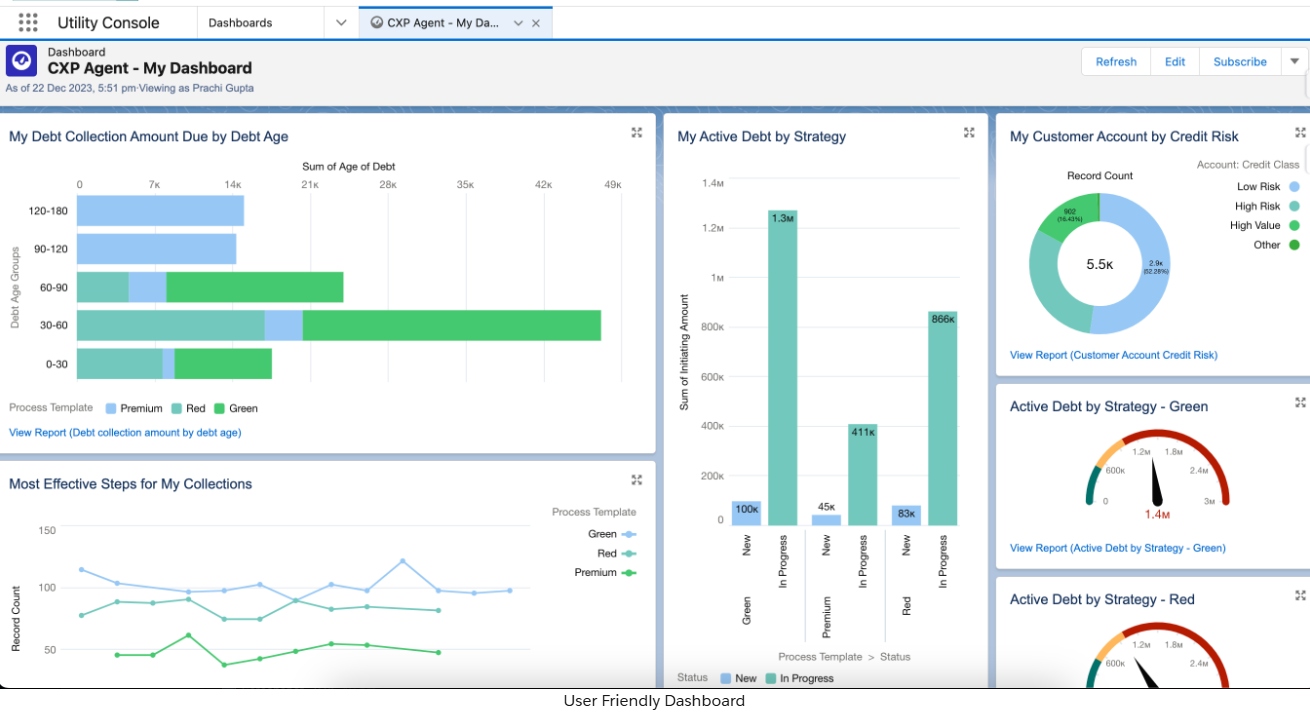 Utility Console
Dashboards
CXP Agent - My Da...
Dashboard
CXP Agent - My Dashboard
As of 22 Dec 2023, 5:51 pm·Viewing as Prachi Gupta
Refresh
Edit
Subscribe
My Debt Collection Amount Due by Debt Age
Sum of Age of Debt
0 7K 14K 21K 28K 35K 42K 49K
Debt Age Groups
120-180
90-120
60-90
30-60
0-30
Process Template Premium Red Green
View Report (Debt collection amount by debt age)
Most Effective Steps for My Collections
Process Template
Green
Red
Premium
Record Count
150
100
50
My Active Debt by Strategy
Sum of Initiating Amount
1.4M
1.2M
1M
800K
600K
400K
200K
0
100K
1.3M
45K
411K
83K
866K
New
In Progress
New
In Progress
New
In Progress
Green
Premium
Red
Process Template > Status
Status New In Progress
My Customer Account by Credit Risk
Account: Credit Class
Record Count
Low Risk
High Risk
High Value
Other
902
(16.43%)
5.5K
2.9K
(52.28%)
View Report (Customer Account Credit Risk)
Active Debt by Strategy - Green
0
600K
1.2M
1.8M
2.4M
3M
1.4M
View Report (Active Debt by Strategy - Green)
Active Debt by Strategy - Red
600K
1.2M
1.8M
2.4M
User Friendly Dashboard